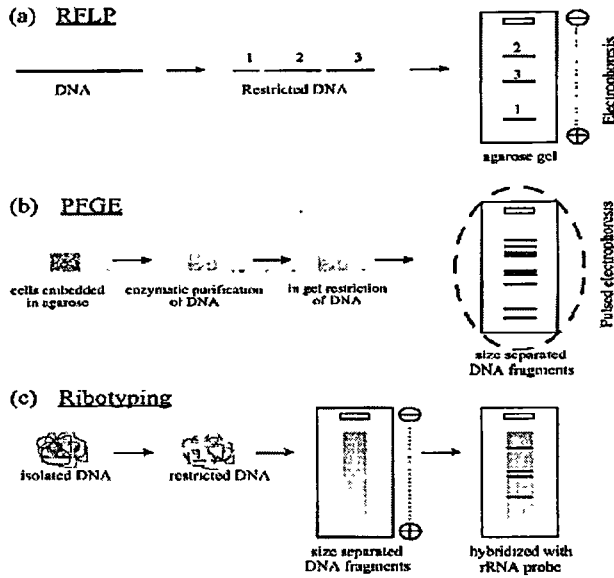 (a) RFLP
DNA
1 2 3
Restricted DNA
2
3
1
agarose gel
Electrophoresis
(b) PFGE
cells embedded
in agarose
enzymatic purification
of DNA
in gel restriction
of DNA
size separated
DNA fragments
Pulsed electrophoresis
(c) Ribotyping
isolated DNA
restricted DNA
size separated
DNA fragments
hybridized with
rRNA probe